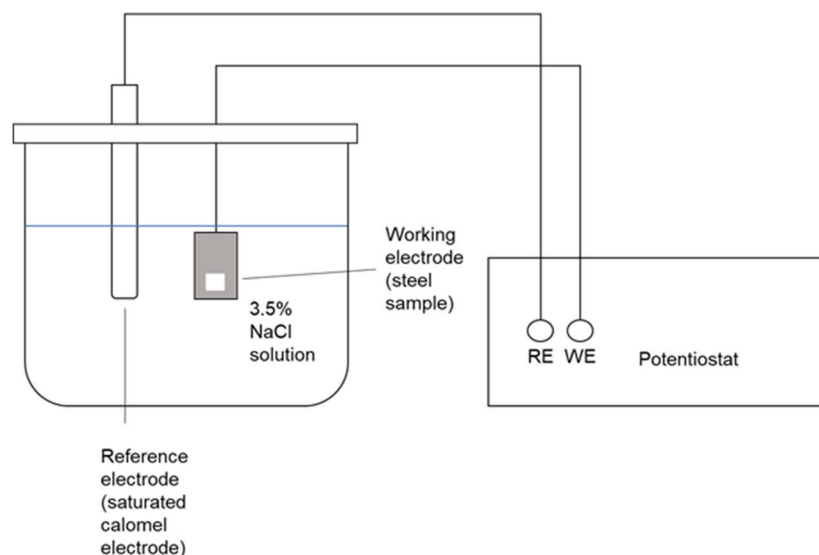 Working
electrode
(steel
sample)
3.5%
NaCl
solution
RE WE
Potentiostat
Reference
electrode
(saturated
calomel
electrode)